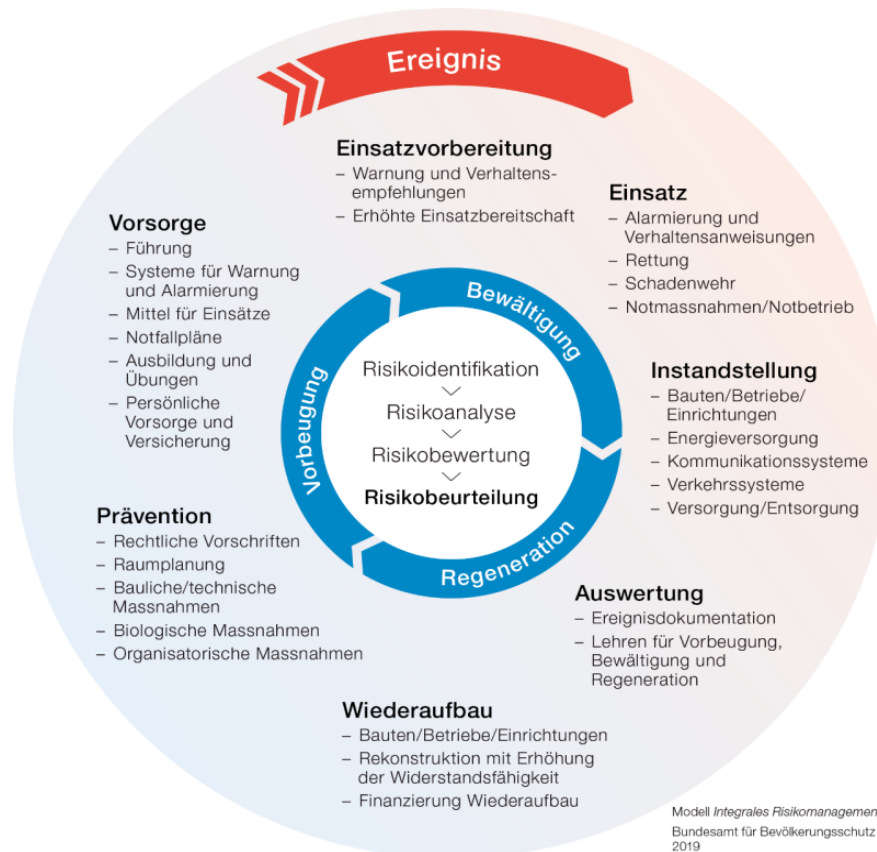 Ereignis
Einsatzvorbereitung
– Warnung und Verhaltens-
empfehlungen
– Erhöhte Einsatzbereitschaft
Einsatz
– Alarmierung und
Verhaltensanweisungen
– Rettung
– Schadenwehr
– Notmassnahmen/Notbetrieb
Vorsorge
– Führung
– Systeme für Warnung
und Alarmierung
– Mittel für Einsätze
– Notfallpläne
– Ausbildung und
Übungen
– Persönliche
Vorsorge und
Versicherung
Bewältigung
Vorbeugung
Regeneration
Risikoidentifikation
Risikoanalyse
Risikobewertung
Risikobeurteilung
Instandstellung
– Bauten/Betriebe/
Einrichtungen
– Energieversorgung
– Kommunikationssysteme
– Verkehrssysteme
– Versorgung/Entsorgung
Prävention
– Rechtliche Vorschriften
– Raumplanung
– Bauliche/technische
Massnahmen
– Biologische Massnahmen
– Organisatorische Massnahmen
Auswertung
– Ereignisdokumentation
– Lehren für Vorbeugung,
Bewältigung und
Regeneration
Wiederaufbau
– Bauten/Betriebe/Einrichtungen
– Rekonstruktion mit Erhöhung
der Widerstandsfähigkeit
– Finanzierung Wiederaufbau
Modell Integrales Risikomanagemen
Bundesamt für Bevölkerungsschutz
2019